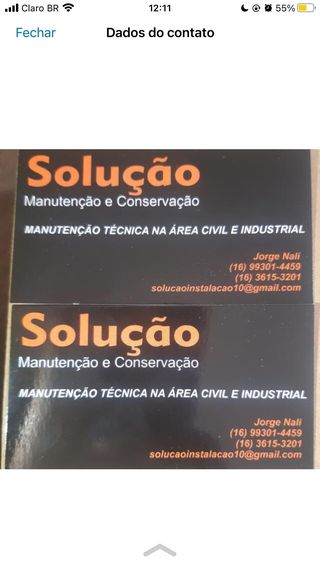 Claro BR
12:11
55%
Fechar
Dados do contato
Solução
Manutenção e Conservação
MANUTENÇÃO TÉCNICA NA ÁREA CIVIL E INDUSTRIAL
Jorge Nali
(16) 99301-4459
(16) 3615-3201
solucaoinstalacao10@gmail.com
Solução
Manutenção e Conservação
MANUTENÇÃO TÉCNICA NA ÁREA CIVIL E INDUSTRIAL
Jorge Nali
(16) 99301-4459
(16) 3615-3201
solucaoinstalacao10@gmail.com